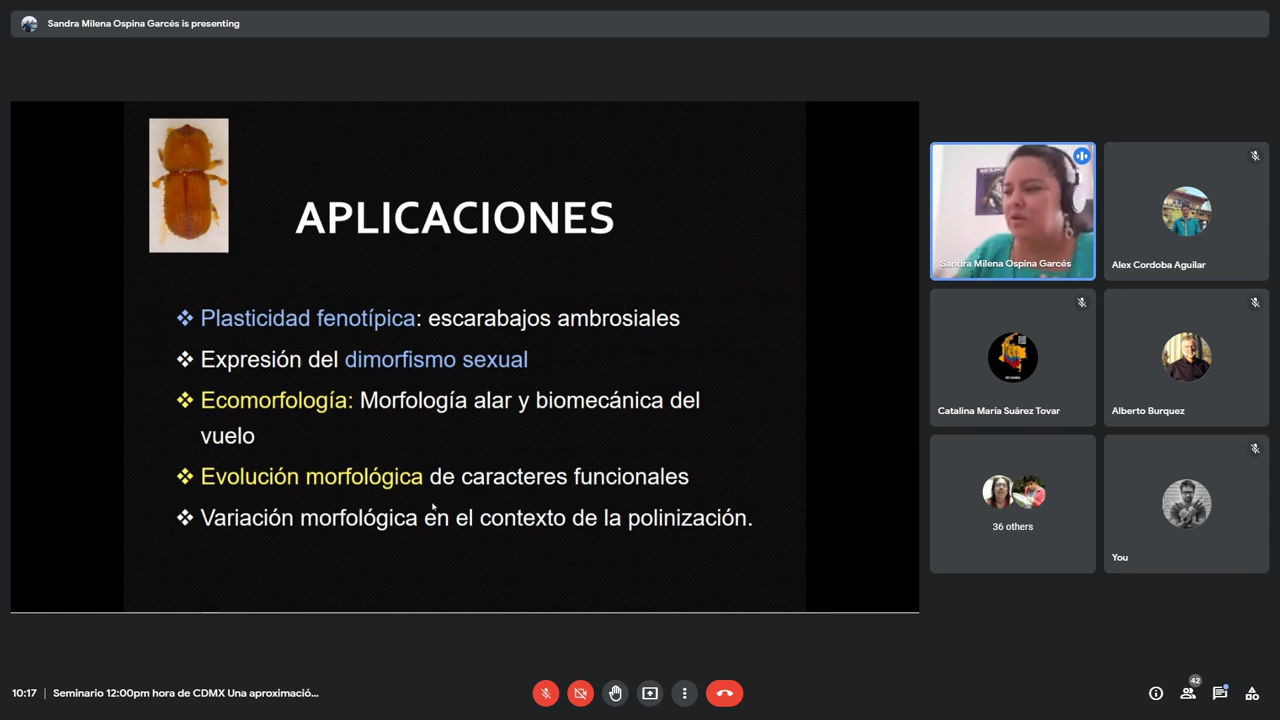 Sandra Milena Ospina Garcés is presenting
APLICACIONES
❖ Plasticidad fenotípica: escarabajos ambrosiales
❖ Expresión del dimorfismo sexual
❖ Ecomorfología: Morfología alar y biomecánica del
vuelo
❖ Evolución morfológica de caracteres funcionales
❖ Variación morfológica en el contexto de la polinización.
Sandra Milena Ospina Garcés
Alex Cordoba Aguilar
Catalina María Suárez Tovar
Alberto Burquez
36 others
You
10:17 | Seminario 12:00pm hora de CDMX Una aproximació...
42